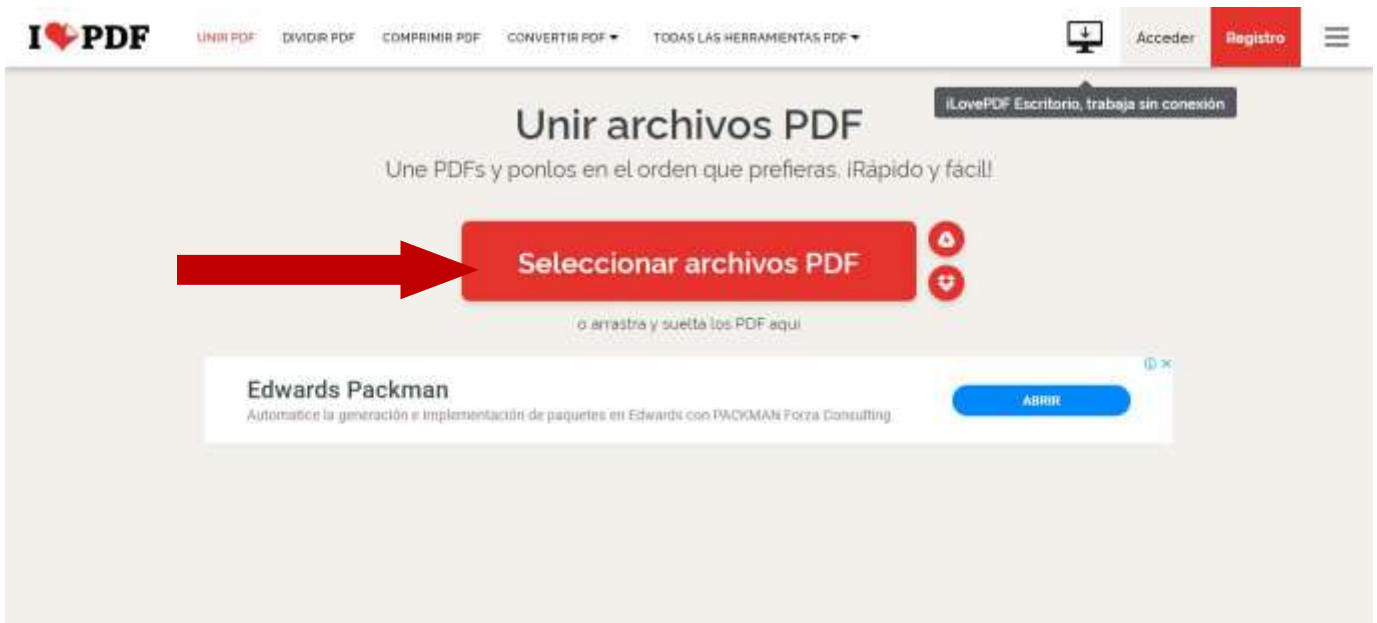 I PDF
UNIR PDF
DIVIDIR PDF
COMPRIMIR PDF
CONVERTIR PDF
TODAS LAS HERRAMIENTAS PDF
Acceder
Registro
iLovePDF Escritorio, trabaja sin conexión
Unir archivos PDF
Une PDFs y ponlos en el orden que prefieras. ¡Rápido y fácil!
Seleccionar archivos PDF
o arrastra y suelta los PDF aquí
Edwards Packman
Automatice la generación e implementación de paquetes en Edwards con PACKMAN Forza Consulting.
ABRIR